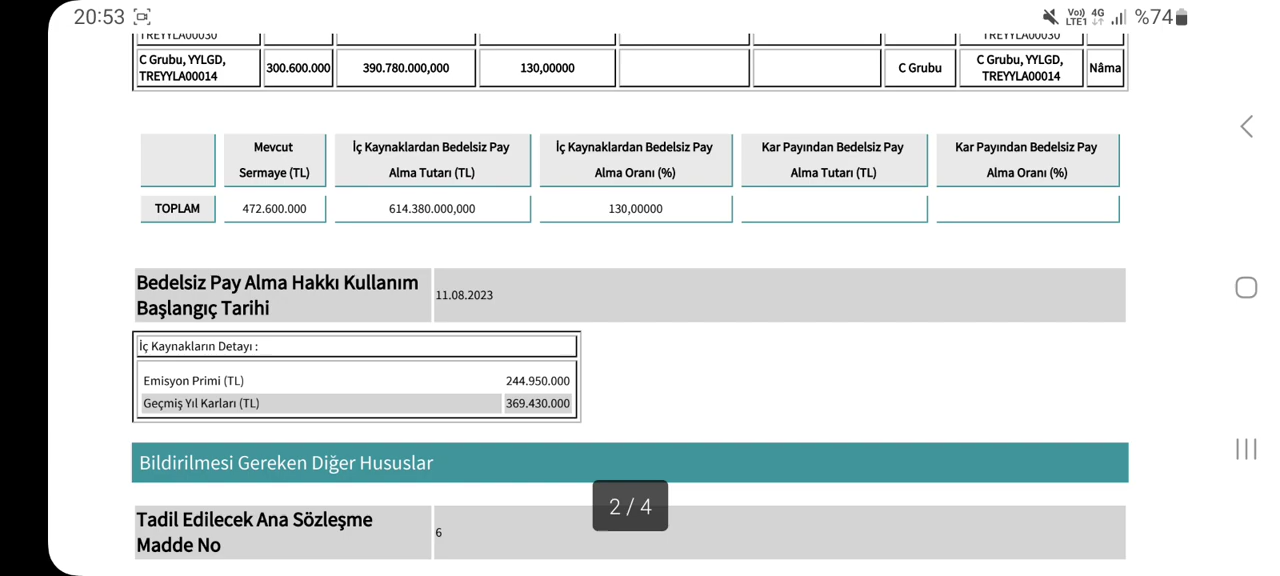 20:53 Vo)) 4G LTE1 %74
TREYYLA00030 TREYYLA00030
C Grubu, YYLGD, TREYYLA00014 300.600.000 390.780.000,000 130,00000 C Grubu C Grubu, YYLGD, TREYYLA00014 Nâma
Mevcut Sermaye (TL) İç Kaynaklardan Bedelsiz Pay Alma Tutarı (TL) İç Kaynaklardan Bedelsiz Pay Alma Oranı (%) Kar Payından Bedelsiz Pay Alma Tutarı (TL) Kar Payından Bedelsiz Pay Alma Oranı (%)
TOPLAM 472.600.000 614.380.000,000 130,00000
Bedelsiz Pay Alma Hakkı Kullanım
Başlangıç Tarihi
11.08.2023
İç Kaynakların Detayı :
Emisyon Primi (TL) 244.950.000
Geçmiş Yıl Karları (TL) 369.430.000
Bildirilmesi Gereken Diğer Hususlar
2 / 4
Tadil Edilecek Ana Sözleşme
Madde No
6